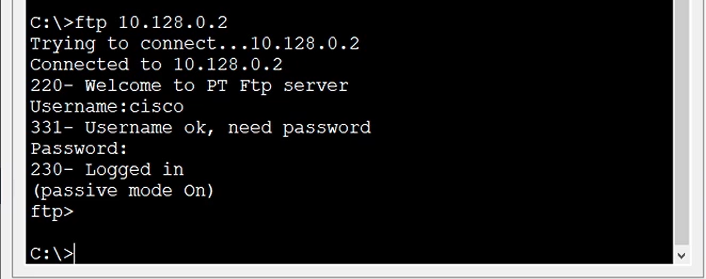 C:\>ftp 10.128.0.2
Trying to connect...10.128.0.2
Connected to 10.128.0.2
220- Welcome to PT Ftp server
Username:cisco
331- Username ok, need password
Password:
230- Logged in
(passive mode On)
ftp>
C:\>